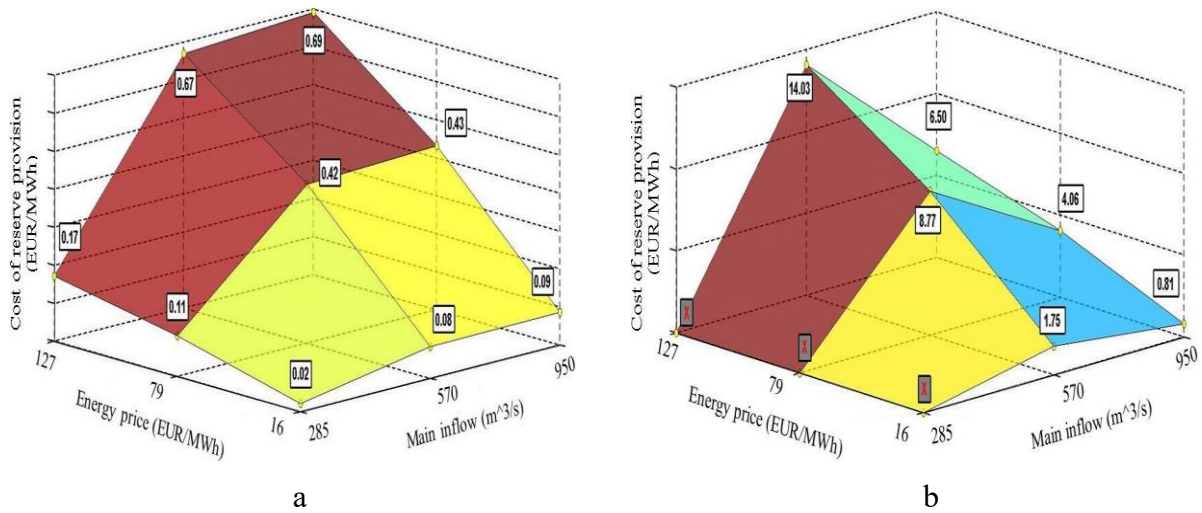 Cost of reserve provision
(EUR/MWh)
0.69
0.67
0.43
0.42
0.17
0.11
0.09
0.08
0.02
127
79
16
285
570
950
Energy price (EUR/MWh)
Main inflow (m^3/s)
a
Cost of reserve provision
(EUR/MWh)
14.03
6.50
4.06
8.77
0.81
1.75
X
X
X
127
79
16
285
570
950
Energy price (EUR/MWh)
Main inflow (m^3/s)
b